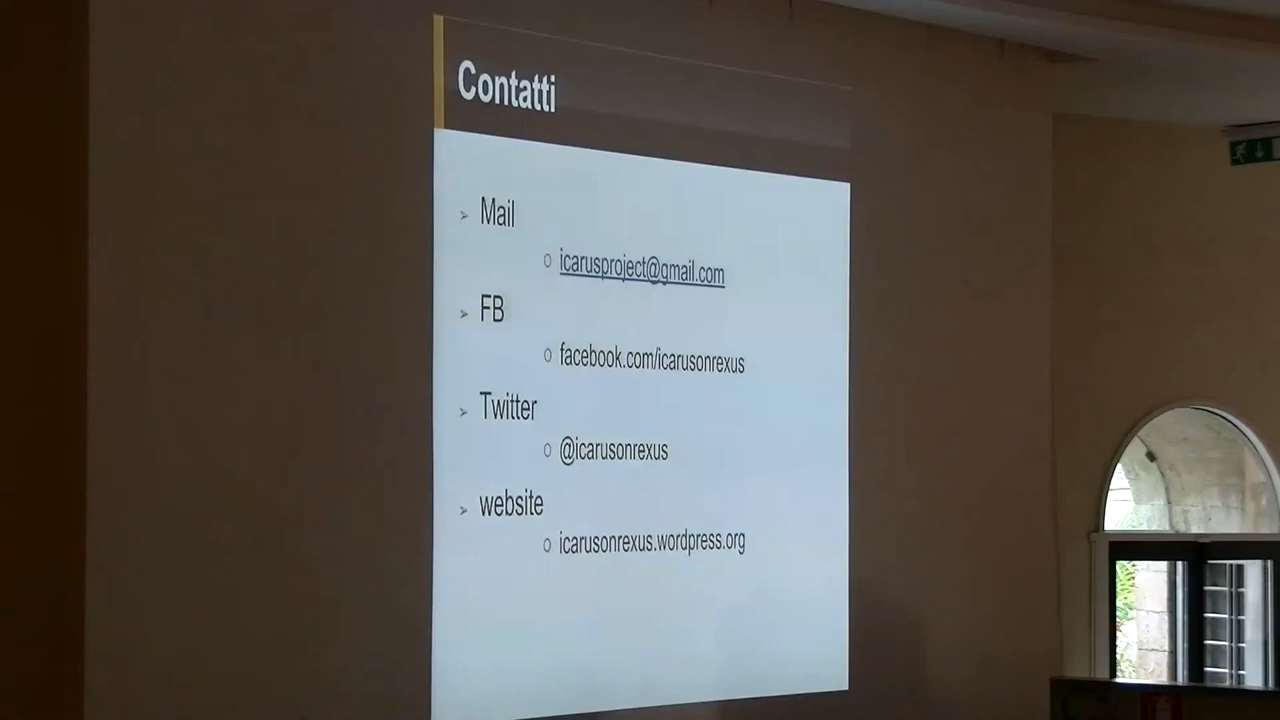 Contatti
Mail
icarusproject@gmail.com
FB
facebook.com/icarusonrexus
Twitter
@icarusonrexus
website
icarusonrexus.wordpress.org